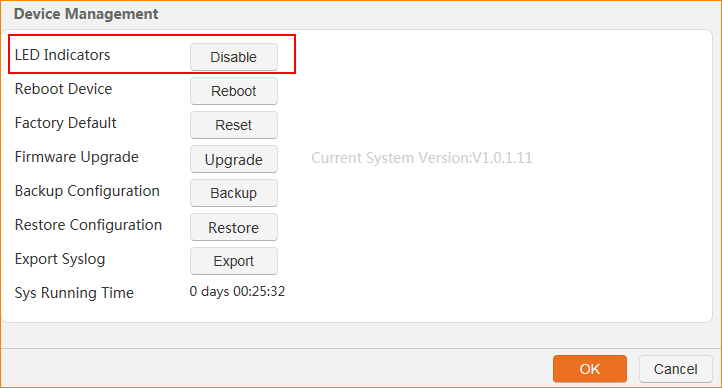 Device Management
LED Indicators Disable
Reboot Device Reboot
Factory Default Reset
Firmware Upgrade Upgrade Current System Version:V1.0.1.11
Backup Configuration Backup
Restore Configuration Restore
Export Syslog Export
Sys Running Time 0 days 00:25:32
OK Cancel